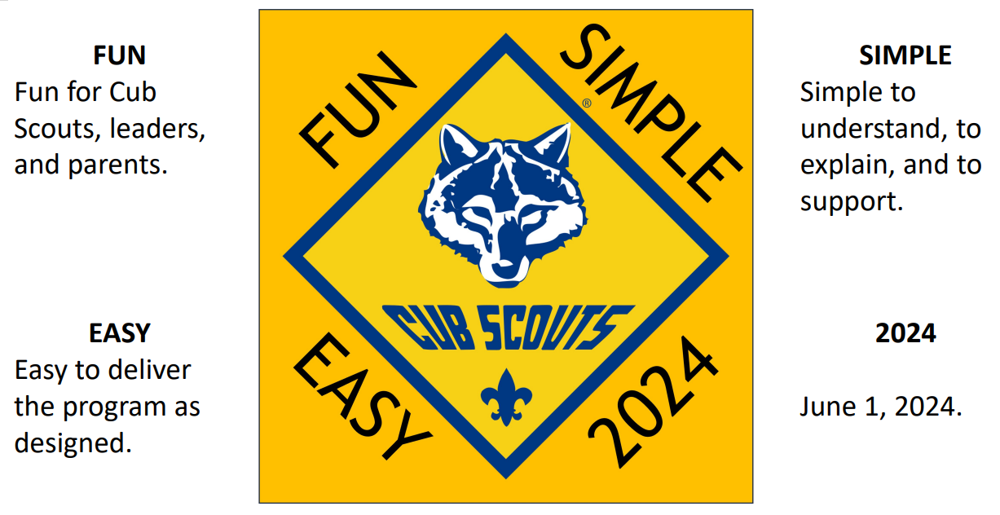 FUN
Fun for Cub
Scouts, leaders,
and parents.
EASY
Easy to deliver
the program as
designed.
FUN
SIMPLE
®
CUB SCOUTS
EASY
2024
SIMPLE
Simple to
understand, to
explain, and to
support.
2024
June 1, 2024.